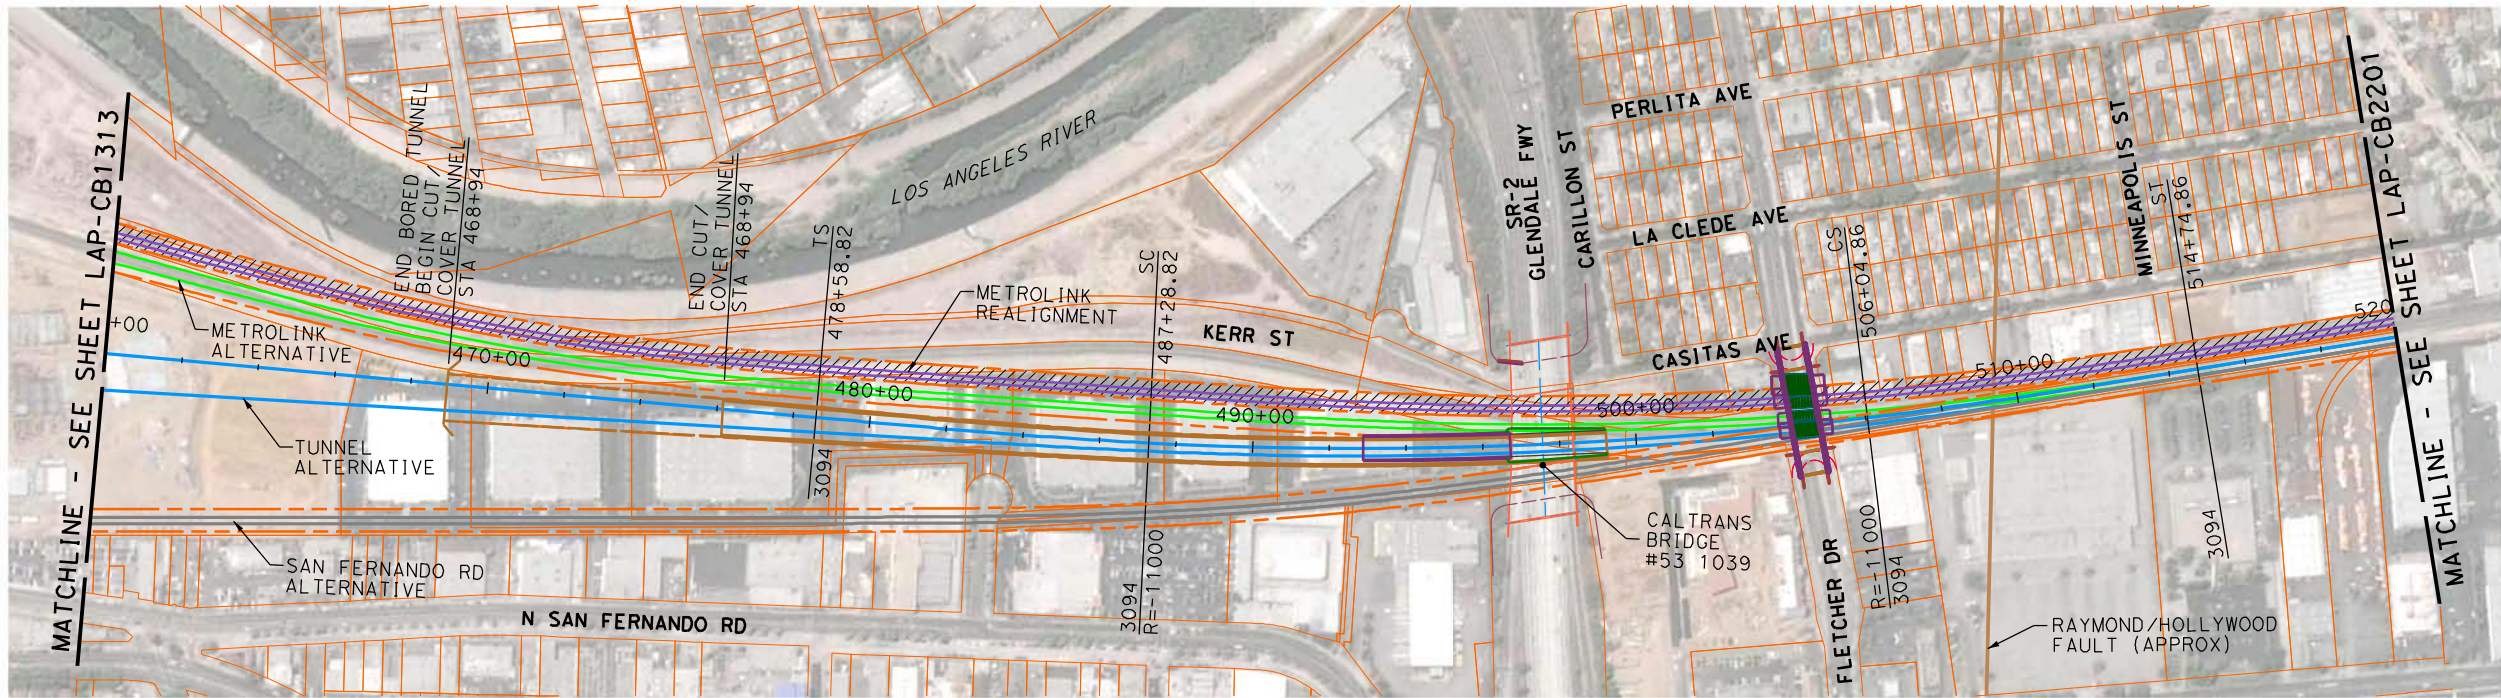 MATCHLINE - SEE SHEET LAP-CB1313
+00
METROLINK
ALTERNATIVE
TUNNEL
ALTERNATIVE
SAN FERNANDO RD
ALTERNATIVE
END BORED TUNNEL
BEGIN CUT/
COVER TUNNEL
STA 468+94
470+00
END CUT/
COVER TUNNEL
STA 468+94
TS
478+58.82
3094
480+00
LOS ANGELES RIVER
METROLINK
REALIGNMENT
SC
487+28.82
3094
R=-11000
KERR ST
490+00
N SAN FERNANDO RD
SR-2
GLENDALE FWY
CARILLON ST
PERLITA AVE
LA CLEDE AVE
CASITAS AVE
500+00
CALTRANS
BRIDGE
#53 1039
FLETCHER DR
CS
506+04.86
R=-11000
3094
510+00
MINNEAPOLIS ST
ST
514+74.86
3094
RAYMOND/HOLLYWOOD
FAULT (APPROX)
520
MATCHLINE - SEE SHEET LAP-CB2201